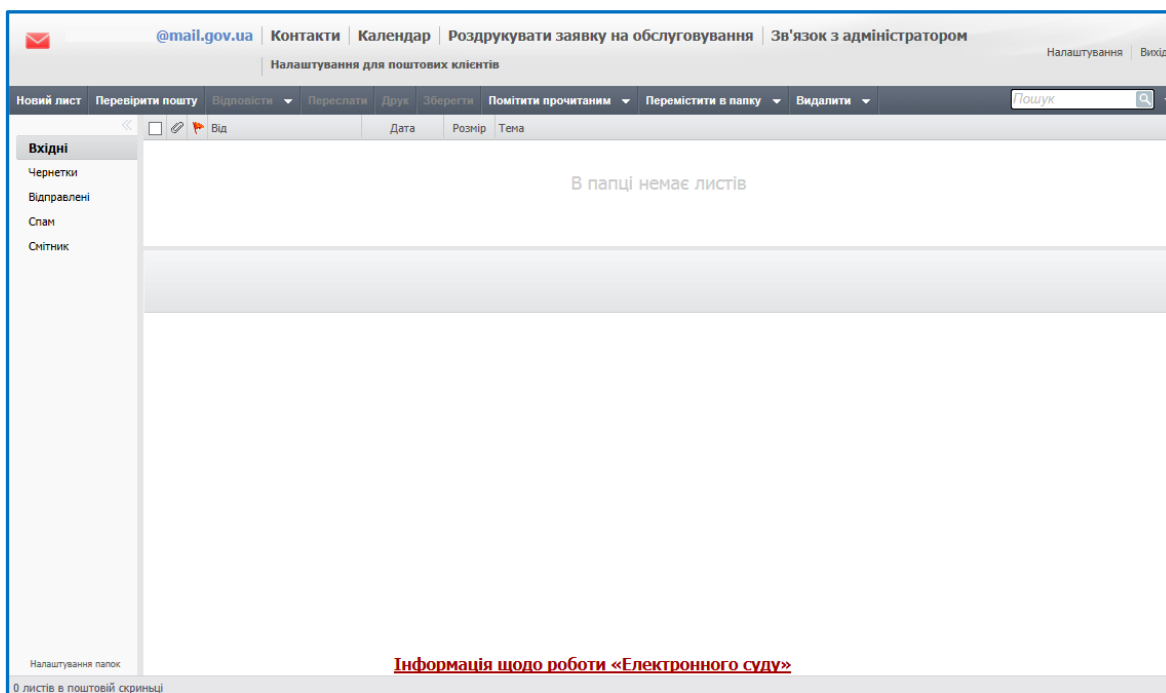 @mail.gov.ua Контакти Календар Роздрукувати заявку на обслуговування Зв'язок з адміністратором
Налаштування Вихід
Налаштування для поштових клієнтів
Новий лист Перевірити пошту Відповісти Переслати Друк Зберегти Помітити прочитаним Перемістити в папку Видалити Пошук
Від Дата Розмір Тема
Вхідні
Чернетки
В папці немає листів
Відправлені
Спам
Смітник
Налаштування папок
Інформація щодо роботи «Електронного суду»
0 листів в поштовій скриньці